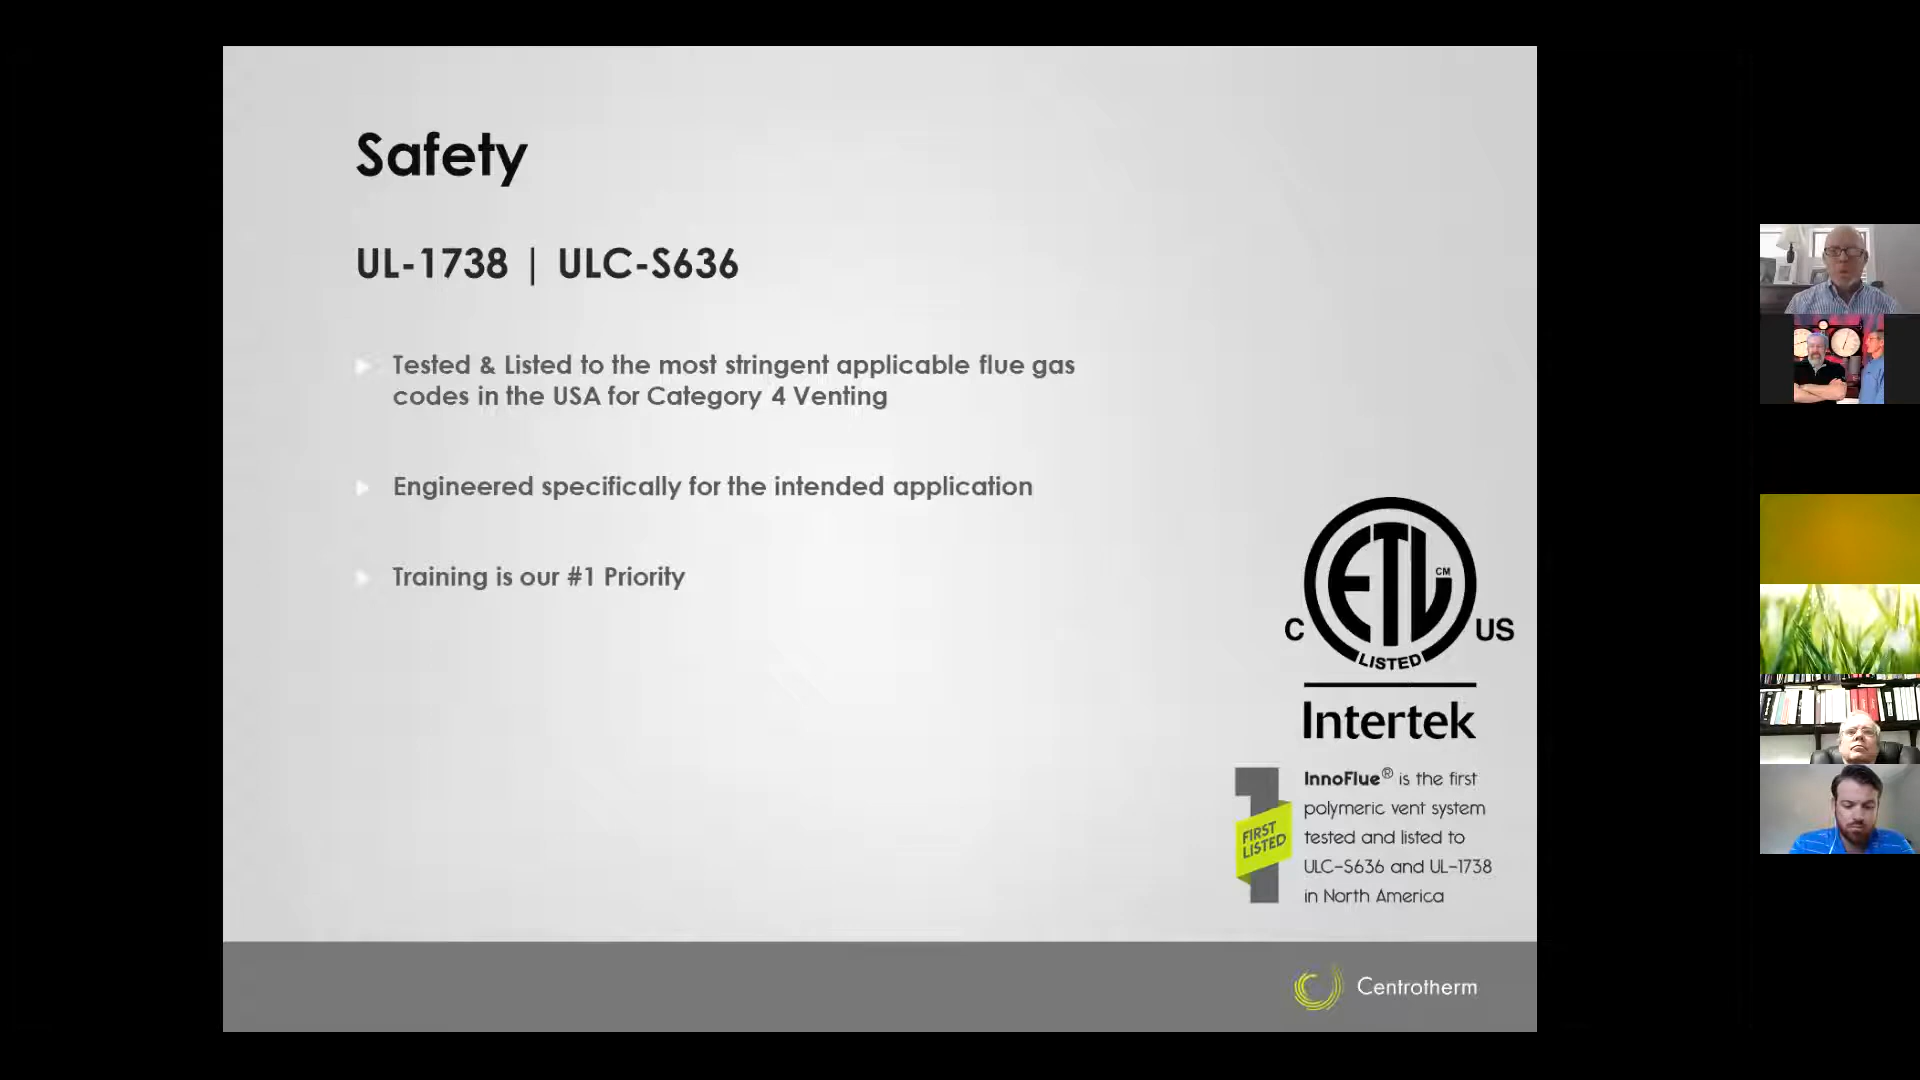 Safety
UL-1738 | ULC-S636
Tested & Listed to the most stringent applicable flue gas
codes in the USA for Category 4 Venting
Engineered specifically for the intended application
Training is our #1 Priority
ETL CM
C US
LISTED
Intertek
1
FIRST
LISTED
InnoFlue® is the first
polymeric vent system
tested and listed to
ULC-S636 and UL-1738
in North America
Centrotherm